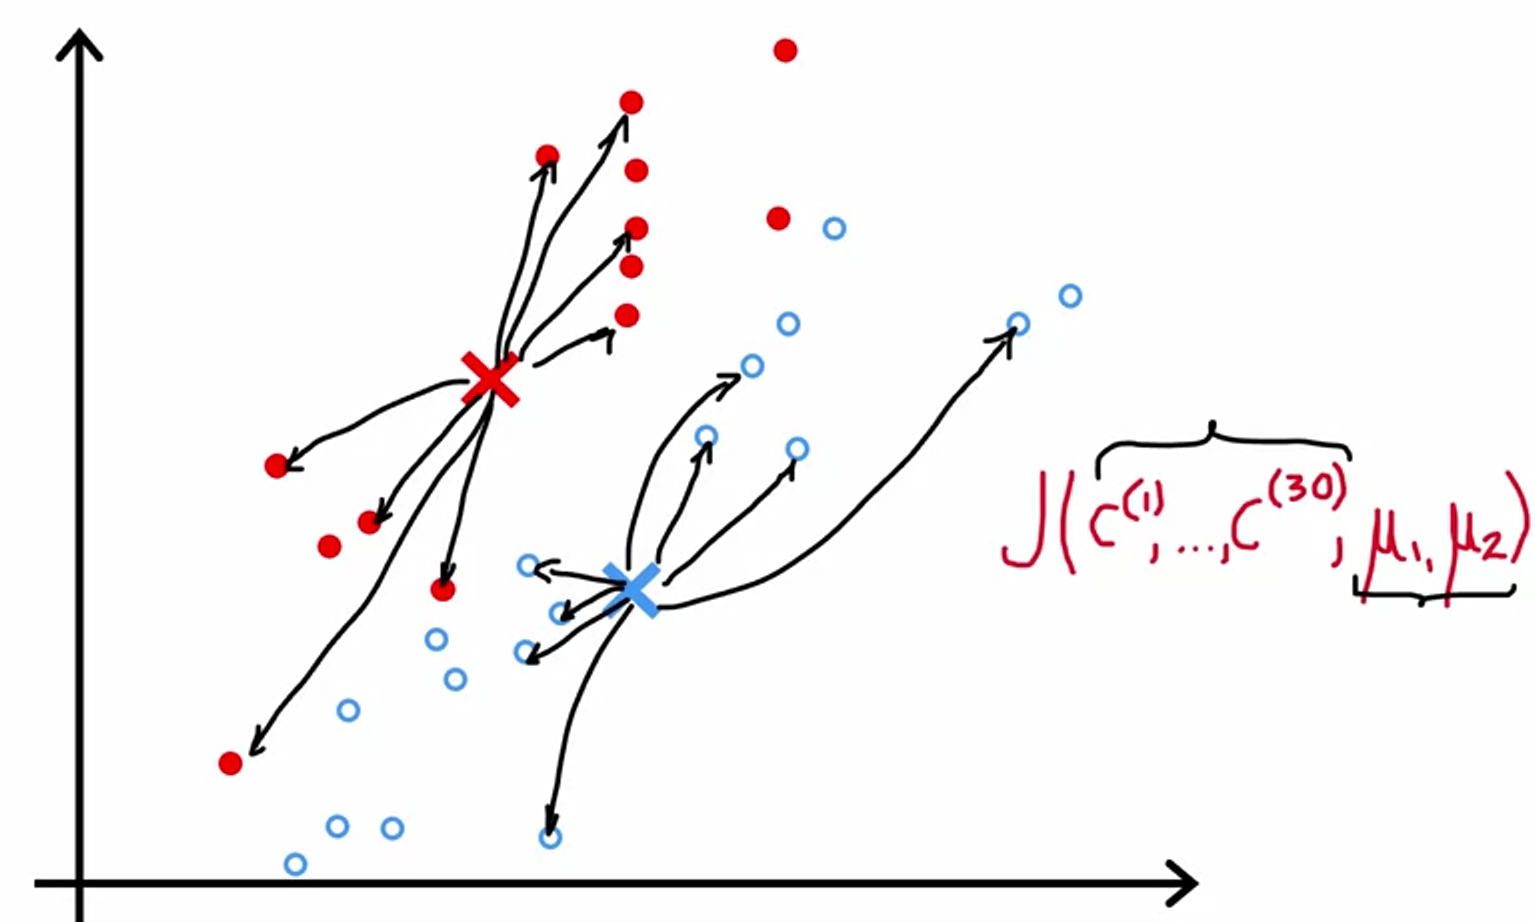 J(c^(1), ..., c^(30), μ₁, μ₂)